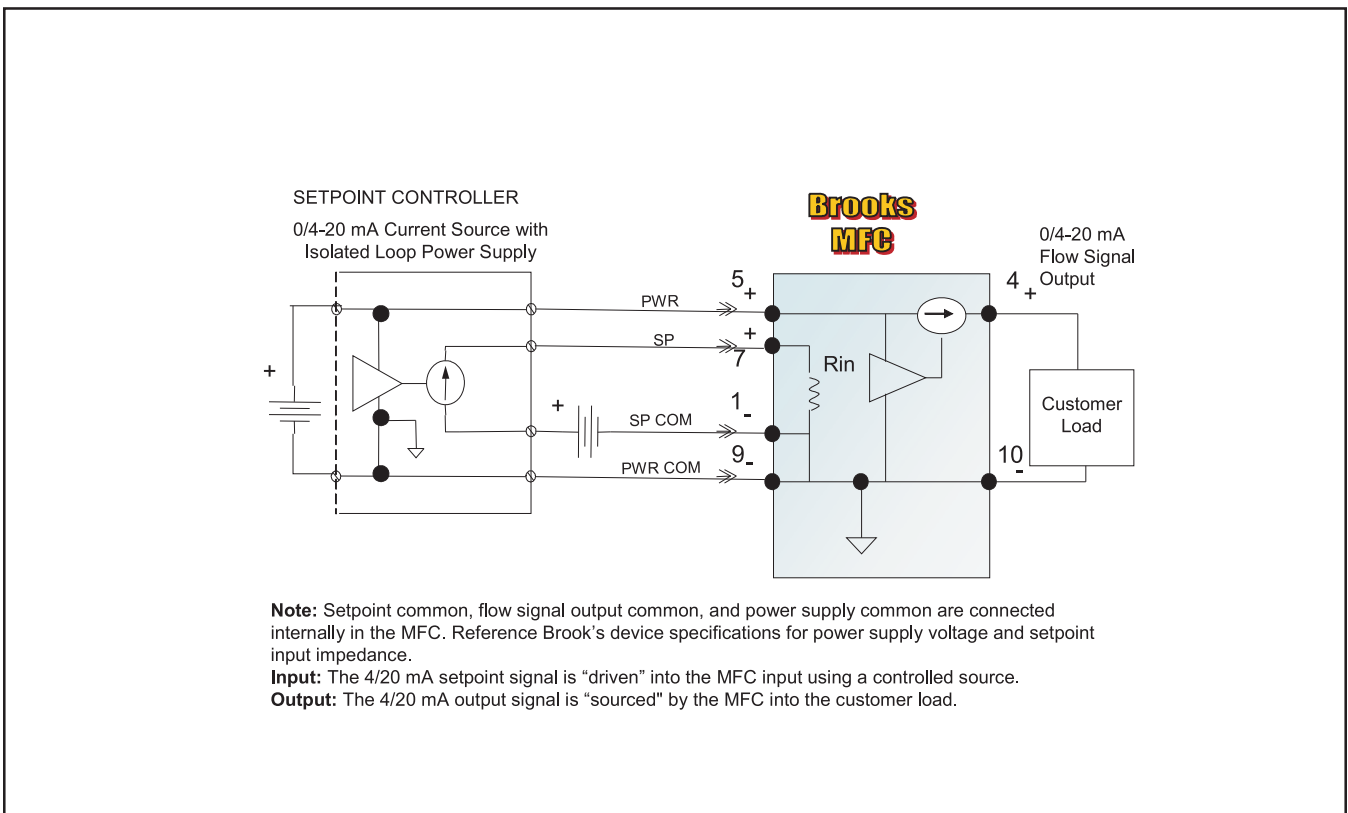 SETPOINT CONTROLLER
0/4-20 mA Current Source with
Isolated Loop Power Supply
Brooks
MFC
0/4-20 mA
Flow Signal
Output
+
PWR
5
+
4
+
SP
+
7
Rin
+
+
SP COM
1
-
Customer
Load
PWR COM
9
-
10
-
Note: Setpoint common, flow signal output common, and power supply common are connected
internally in the MFC. Reference Brook's device specifications for power supply voltage and setpoint
input impedance.
Input: The 4/20 mA setpoint signal is “driven” into the MFC input using a controlled source.
Output: The 4/20 mA output signal is “sourced" by the MFC into the customer load.